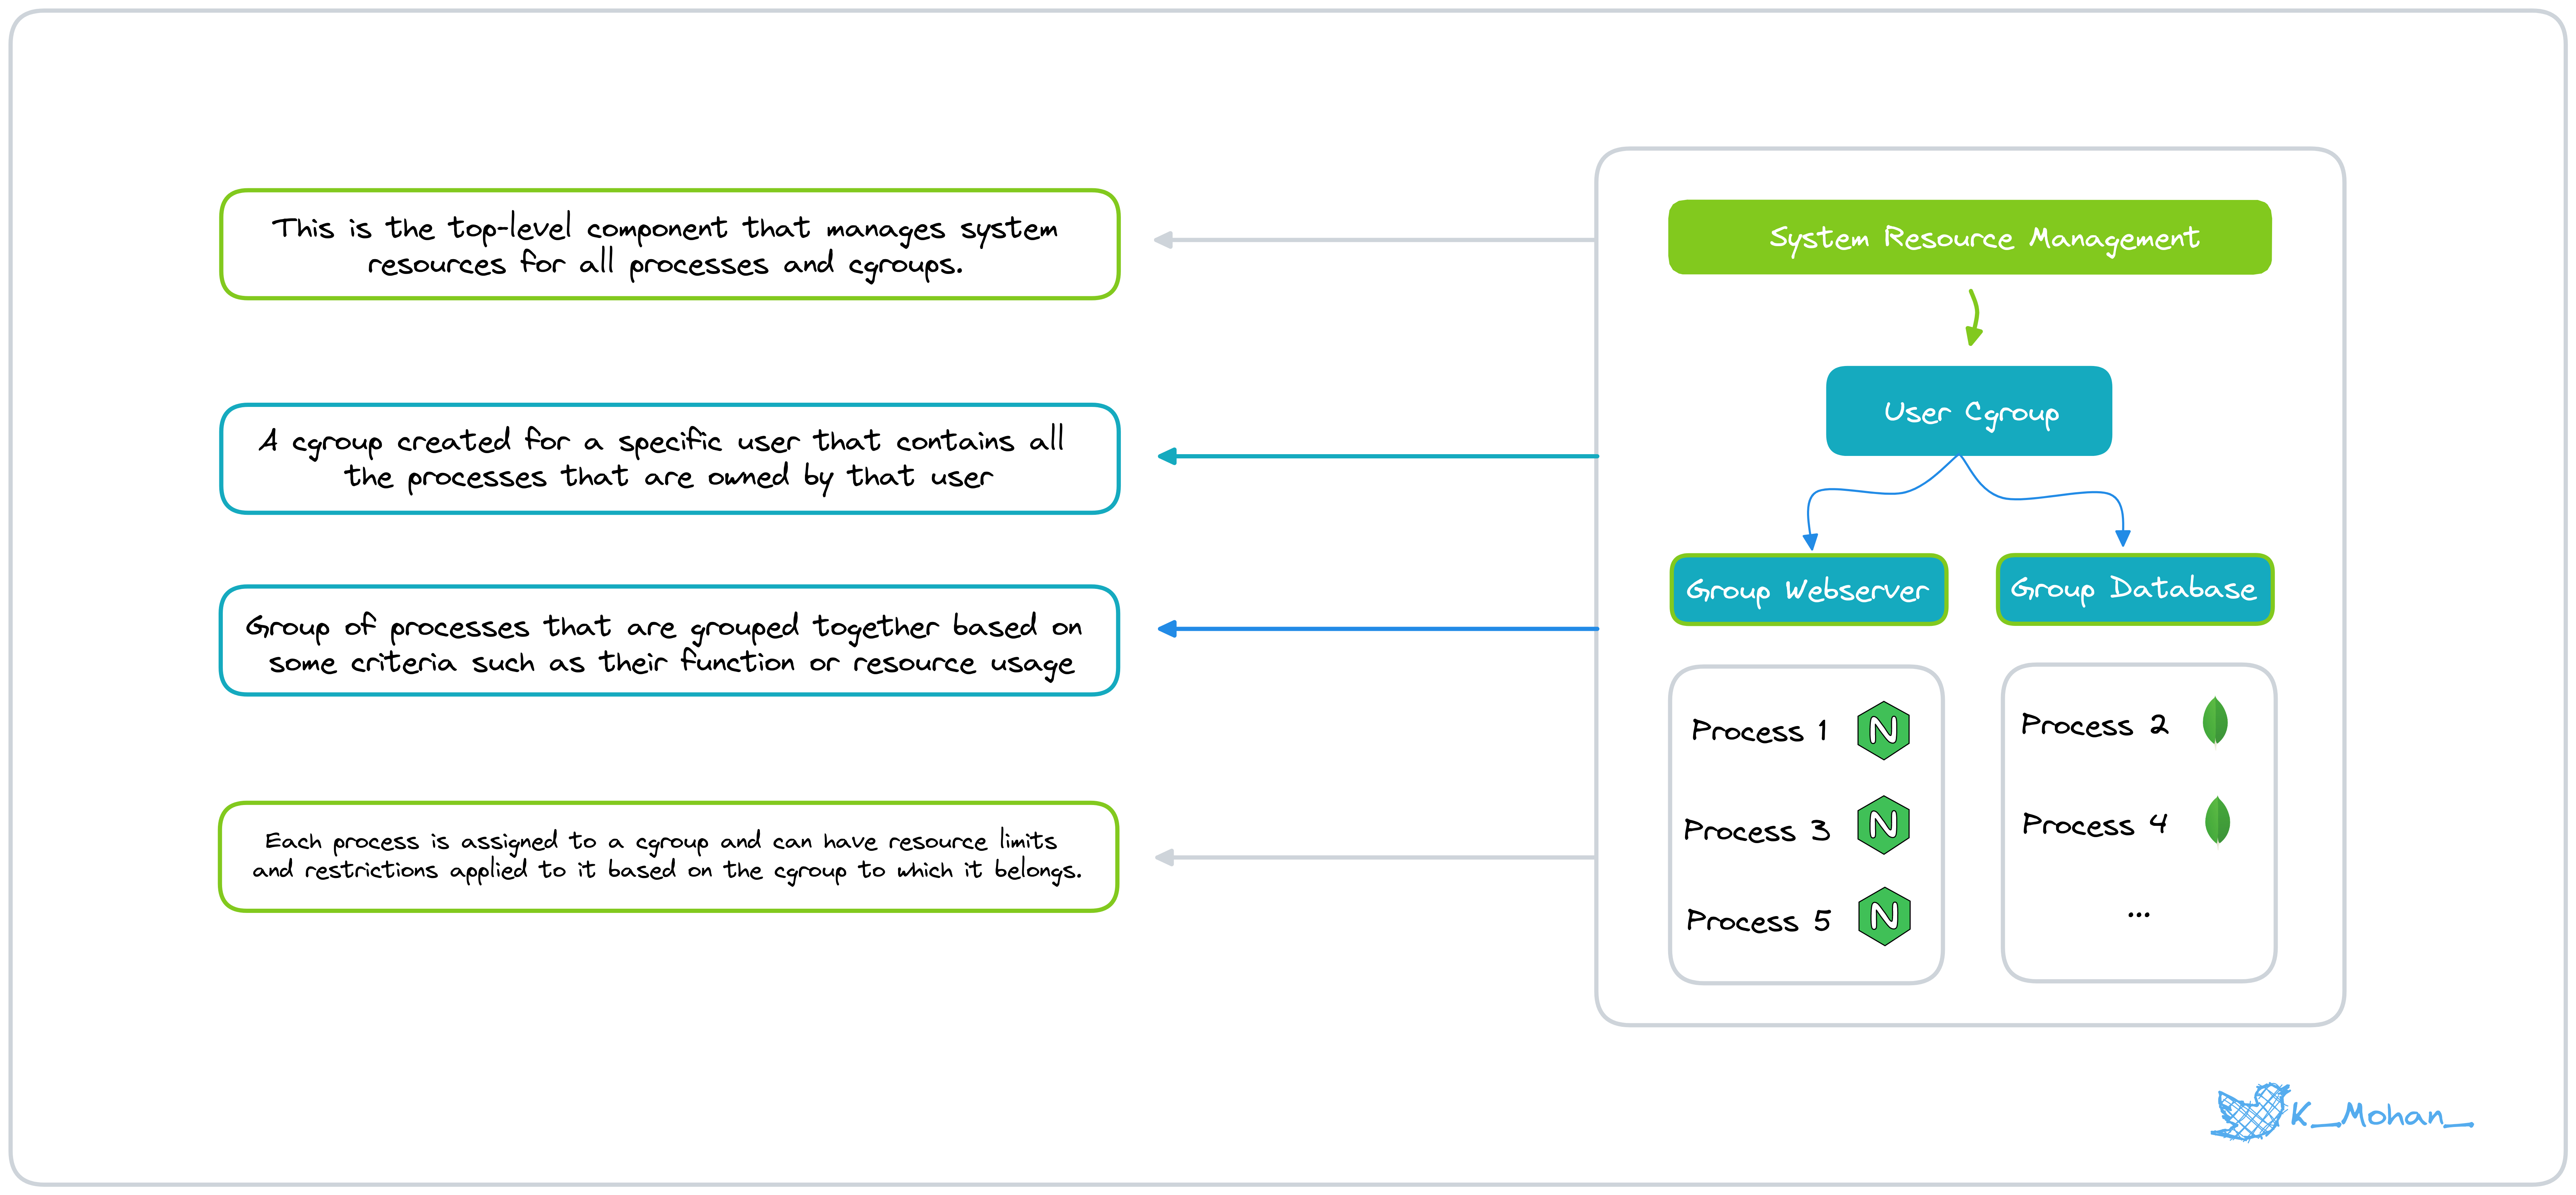 This is the top-level component that manages system
resources for all processes and cgroups.
A cgroup created for a specific user that contains all
the processes that are owned by that user
Group of processes that are grouped together based on
some criteria such as their function or resource usage
Each process is assigned to a cgroup and can have resource limits
and restrictions applied to it based on the cgroup to which it belongs.
System Resource Management
User Cgroup
Group Webserver
Group Database
Process 1 N
Process 3 N
Process 5 N
Process 2
Process 4
...
K_Mohan_